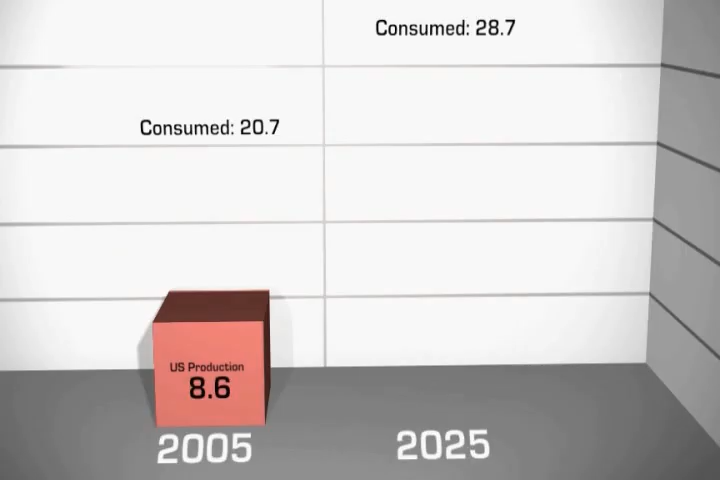 Consumed: 28.7
Consumed: 20.7
US Production
8.6
2005
2025